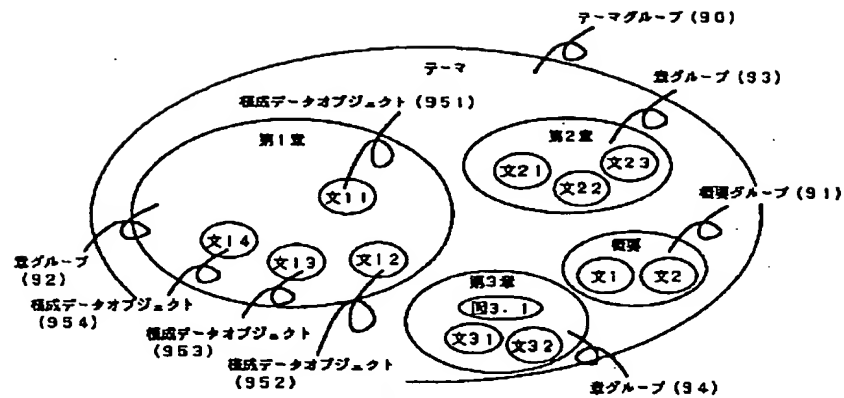 テーマグループ(90)
テーマ
章グループ(93)
構成データオブジェクト(951)
第1章
第2章
文11
文21
文22
文23
概要グループ(91)
文14
文13
文12
概要
文1
文2
章グループ
(92)
第3章
図3.1
文31
文32
構成データオブジェクト
(954)
構成データオブジェクト
(953)
構成データオブジェクト
(952)
章グループ(94)